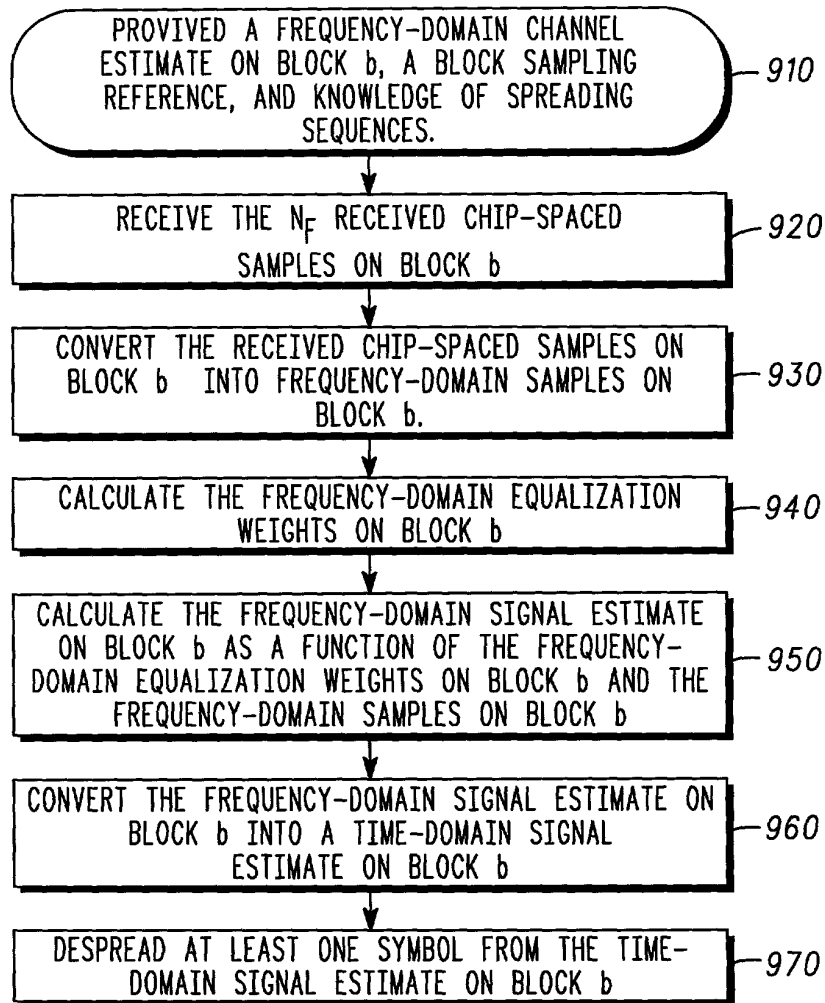 PROVIVED A FREQUENCY-DOMAIN CHANNEL
ESTIMATE ON BLOCK b, A BLOCK SAMPLING
REFERENCE, AND KNOWLEDGE OF SPREADING
SEQUENCES.
910
RECEIVE THE NF RECEIVED CHIP-SPACED
SAMPLES ON BLOCK b
920
CONVERT THE RECEIVED CHIP-SPACED SAMPLES ON
BLOCK b INTO FREQUENCY-DOMAIN SAMPLES ON
BLOCK b.
930
CALCULATE THE FREQUENCY-DOMAIN EQUALIZATION
WEIGHTS ON BLOCK b
940
CALCULATE THE FREQUENCY-DOMAIN SIGNAL ESTIMATE
ON BLOCK b AS A FUNCTION OF THE FREQUENCY-
DOMAIN EQUALIZATION WEIGHTS ON BLOCK b AND THE
FREQUENCY-DOMAIN SAMPLES ON BLOCK b
950
CONVERT THE FREQUENCY-DOMAIN SIGNAL ESTIMATE ON
BLOCK b INTO A TIME-DOMAIN SIGNAL
ESTIMATE ON BLOCK b
960
DESPREAD AT LEAST ONE SYMBOL FROM THE TIME-
DOMAIN SIGNAL ESTIMATE ON BLOCK b
970